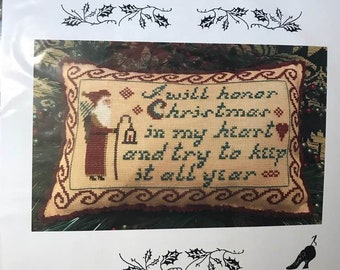 I will honor
Christmas
in my heart
and try to keep
it all year